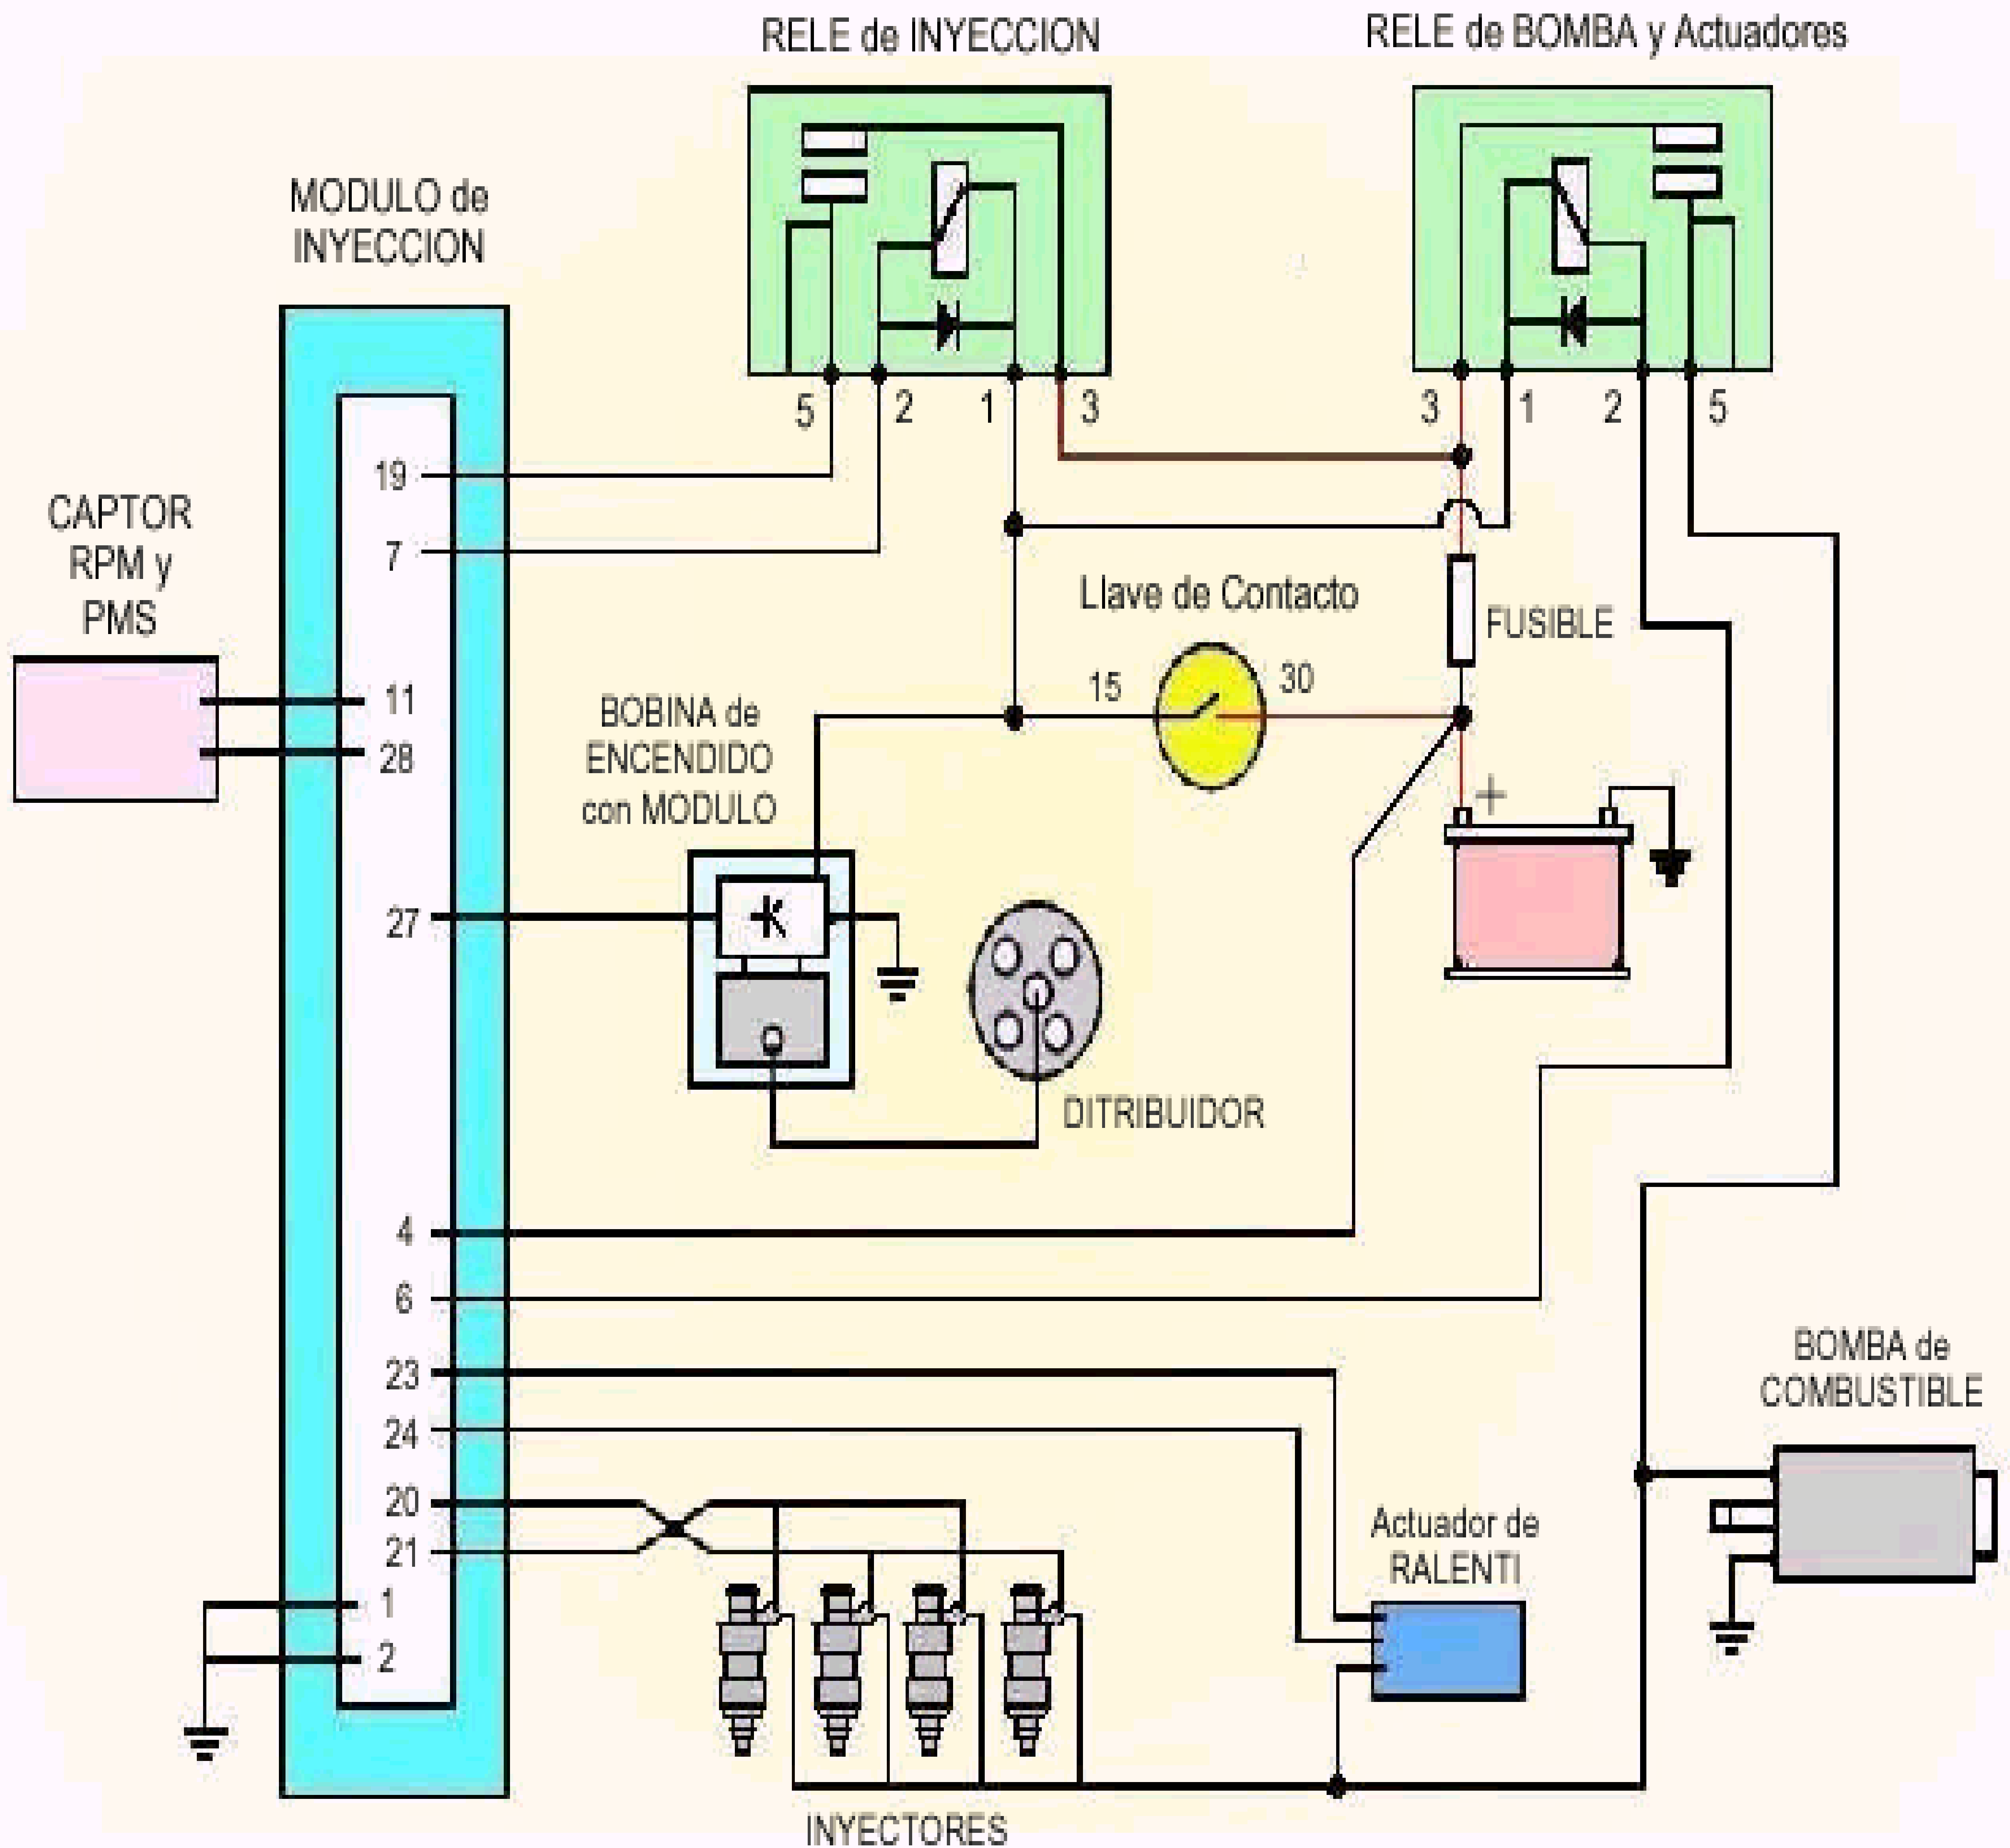 RELE de INYECCION
RELE de BOMBA y Actuadores
MODULO de
INYECCION
5
2
1
3
3
1
2
5
19
7
CAPTOR
RPM y
PMS
11
28
Llave de Contacto
15
30
FUSIBLE
BOBINA de
ENCENDIDO
con MODULO
+
27
DITRIBUIDOR
4
6
23
24
20
21
1
2
BOMBA de
COMBUSTIBLE
Actuador de
RALENTI
INYECTORES